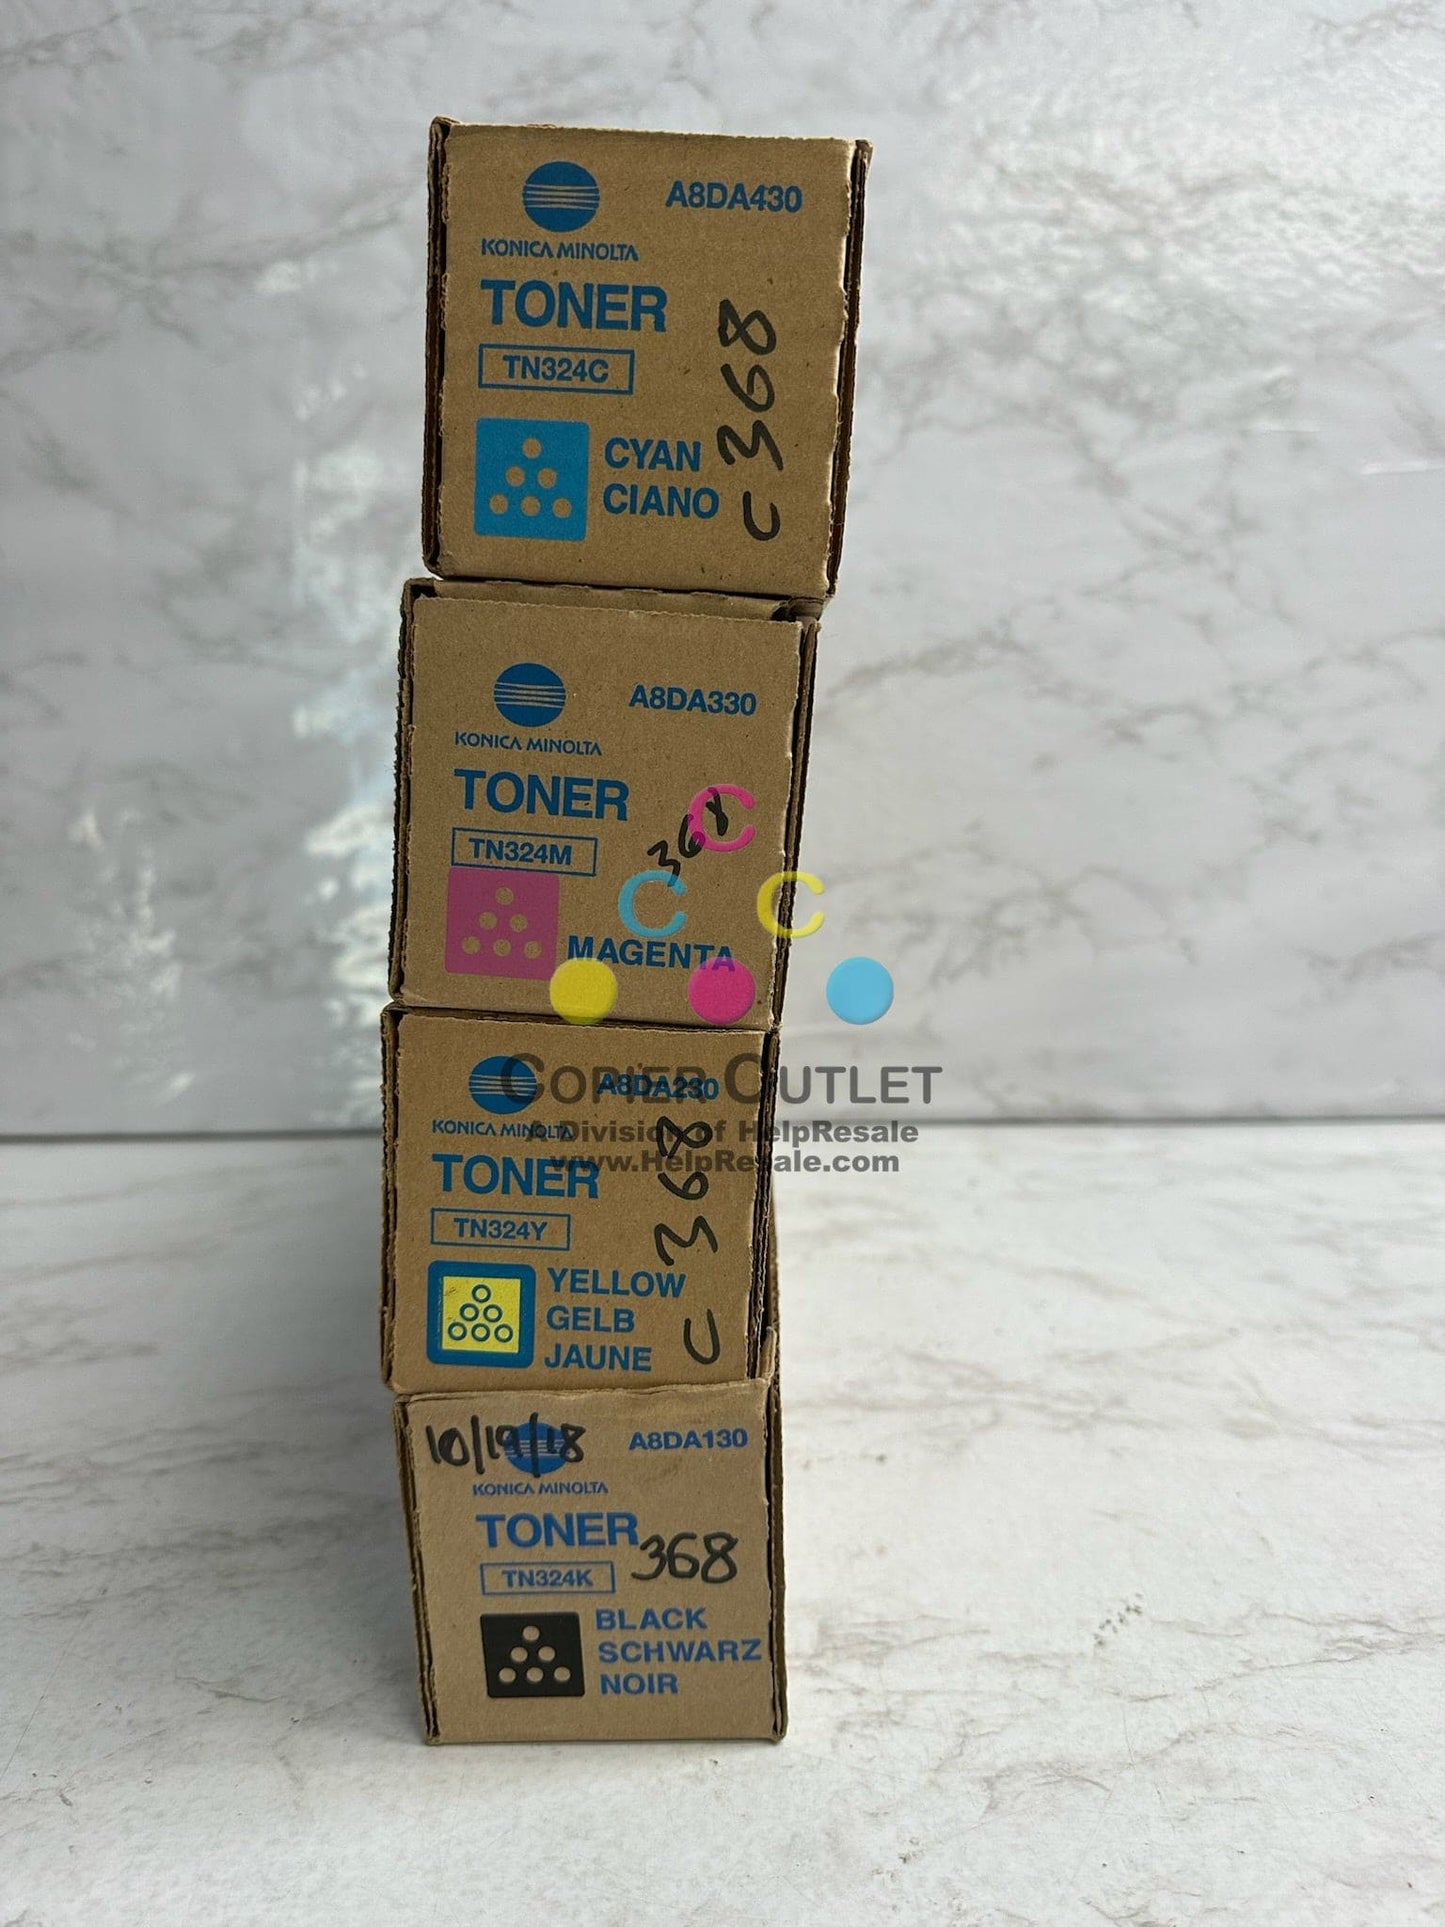 A8DA430
KONICA MINOLTA
TONER
TN324C
CYAN
CIANO
C368
A8DA330
KONICA MINOLTA
TONER
TN324M
MAGENTA
C
C C
COPIER OUTLET
A Division of HelpResale
www.HelpResale.com
A8DA230
KONICA MINOLTA
TONER
TN324Y
YELLOW
GELB
JAUNE
C368
10/19/18
A8DA130
KONICA MINOLTA
TONER
368
TN324K
BLACK
SCHWARZ
NOIR